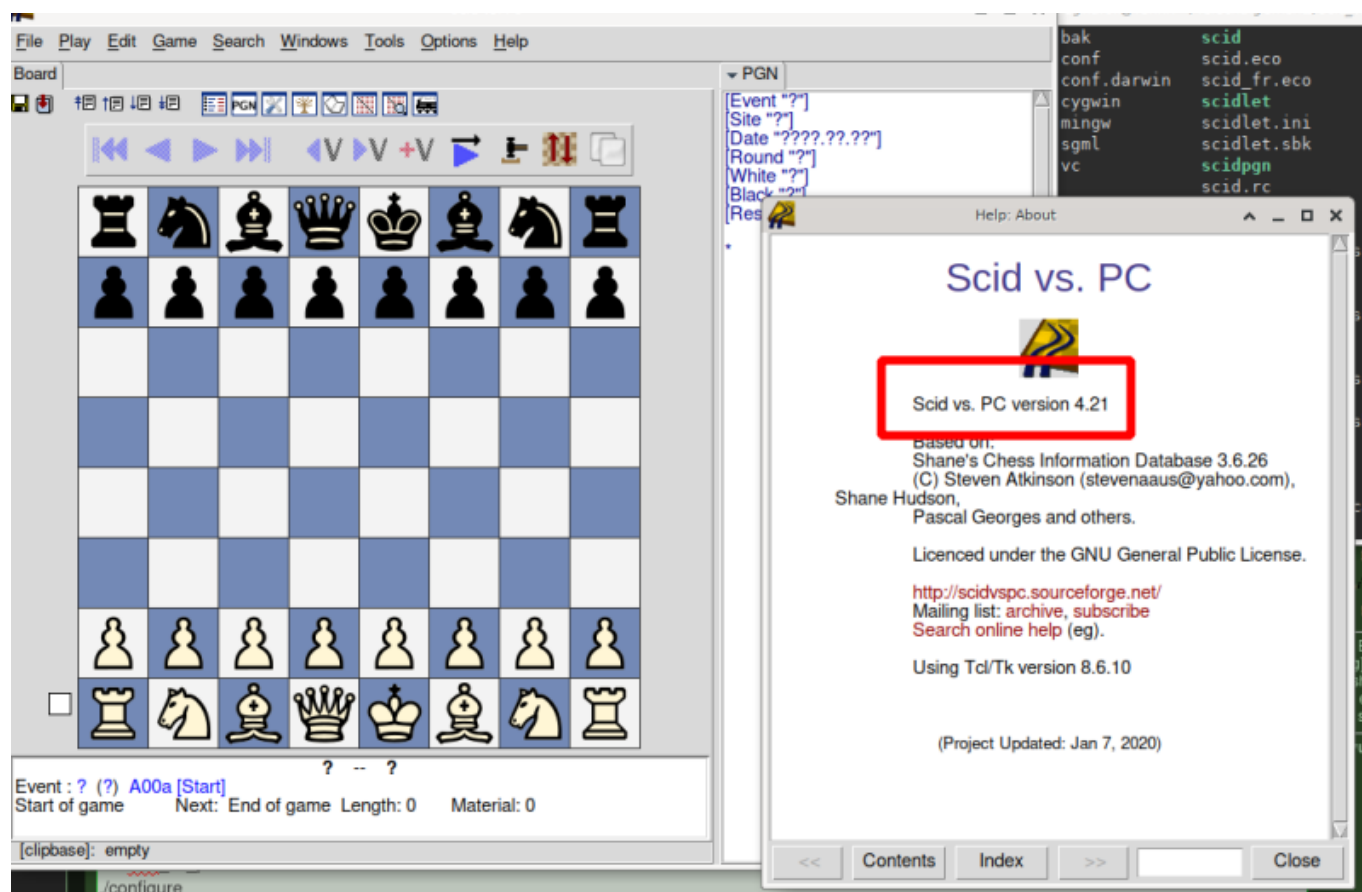 File Play Edit Game Search Windows Tools Options Help
Board
PGN
PGN
V V +V
[Event "?"]
[Site "?"]
[Date "????.??.??"]
[Round "?"]
[White "?"]
[Black "?"]
[Res
*
bak scid
conf scid.eco
conf.darwin scid_fr.eco
cygwin scidlet
mingw scidlet.ini
sgml scidlet.sbk
vc scidpgn
scid.rc
Help: About
Scid vs. PC
Scid vs. PC version 4.21
Based on:
Shane's Chess Information Database 3.6.26
(C) Steven Atkinson (stevenaaus@yahoo.com),
Shane Hudson,
Pascal Georges and others.
Licenced under the GNU General Public License.
http://scidvspc.sourceforge.net/
Mailing list: archive, subscribe
Search online help (eg).
Using Tcl/Tk version 8.6.10
(Project Updated: Jan 7, 2020)
<< Contents Index >> Close
? -- ?
Event : ? (?) A00a [Start]
Start of game Next: End of game Length: 0 Material: 0
[clipbase]: empty
/configure